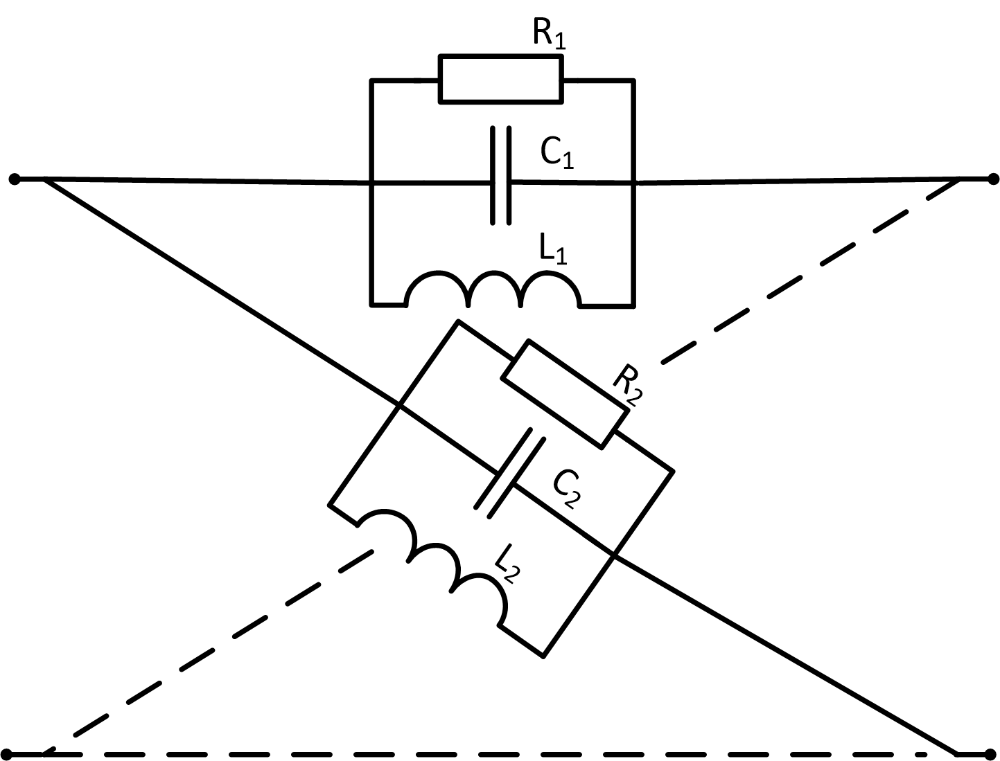 R₁
C₁
L₁
R₂
C₂
L₂